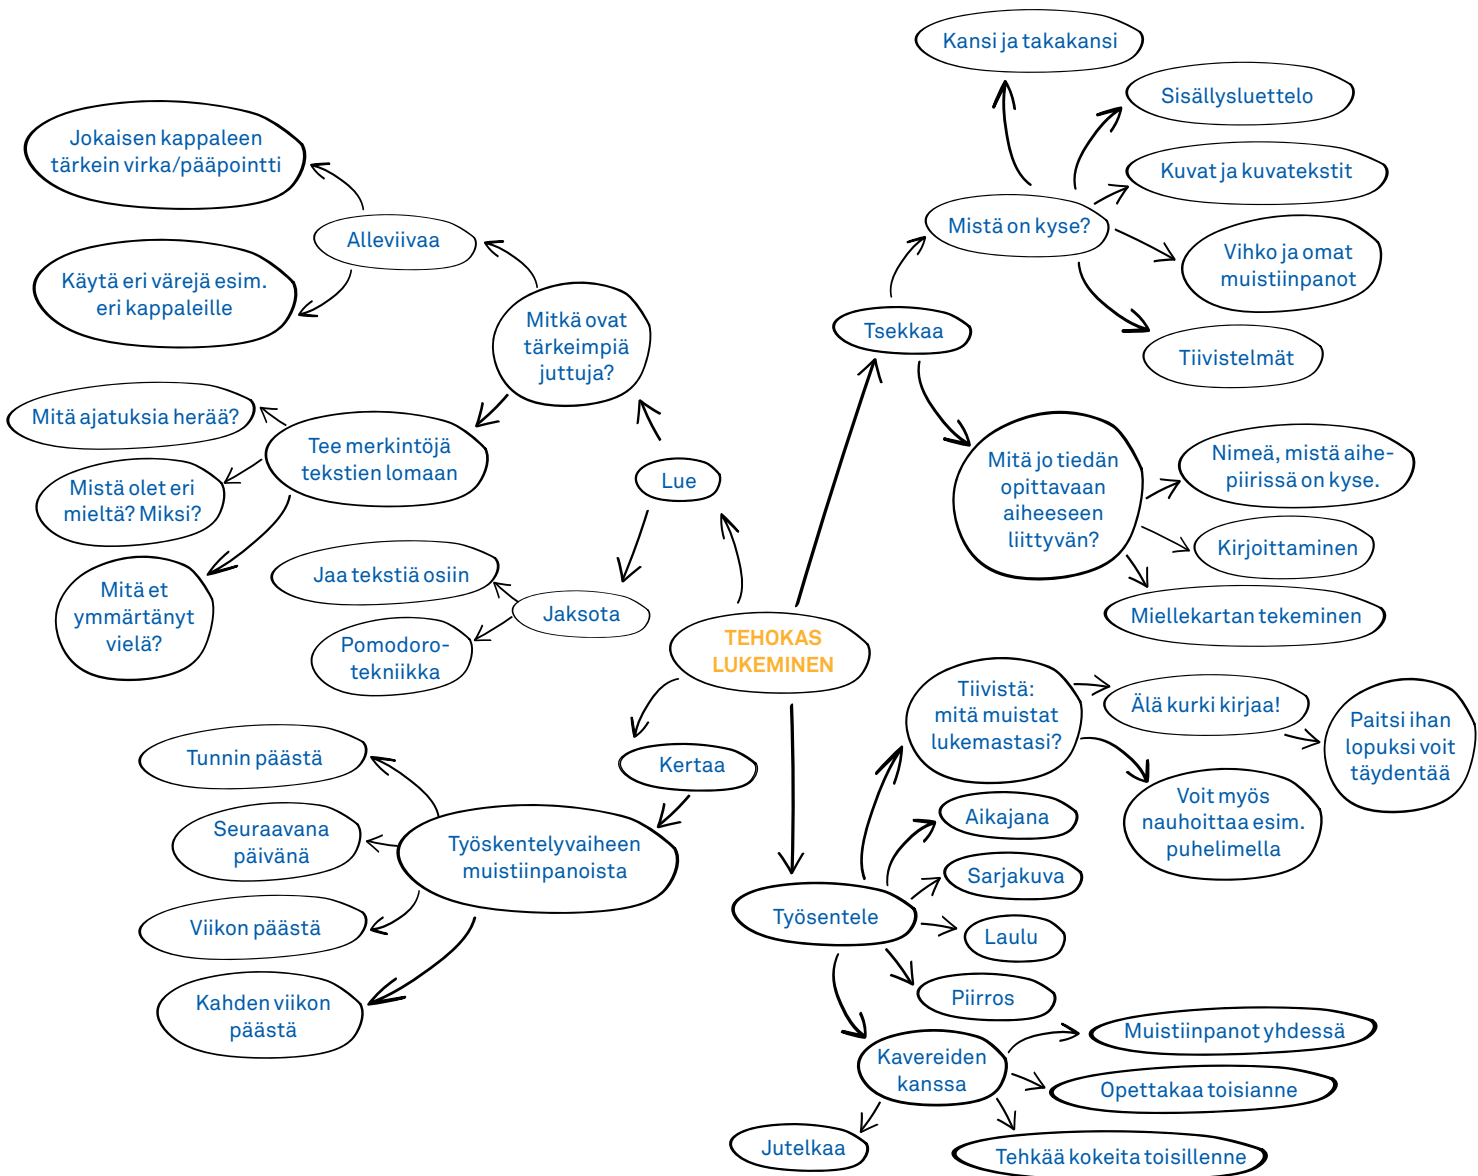 TEHOKAS
LUKEMINEN
Tsekkaa
Mistä on kyse?
Kansi ja takakansi
Sisällysluettelo
Kuvat ja kuvatekstit
Vihko ja omat
muistiinpanot
Tiivistelmät
Mitä jo tiedän
opittavaan
aiheeseen
liittyvän?
Nimeä, mistä aihe-
piirissä on kyse.
Kirjoittaminen
Miellekartan tekeminen
Lue
Mitkä ovat
tärkeimpiä
juttuja?
Alleviivaa
Jokaisen kappaleen
tärkein virka/pääpointti
Käytä eri värejä esim.
eri kappaleille
Tee merkintöjä
tekstien lomaan
Mitä ajatuksia herää?
Mistä olet eri
mieltä? Miksi?
Mitä et
ymmärtänyt
vielä?
Jaksota
Jaa tekstiä osiin
Pomodoro-
tekniikka
Työsentele
Tiivistä:
mitä muistat
lukemastasi?
Älä kurki kirjaa!
Paitsi ihan
lopuksi voit
täydentää
Voit myös
nauhoittaa esim.
puhelimella
Aikajana
Sarjakuva
Laulu
Piirros
Kavereiden
kanssa
Muistiinpanot yhdessä
Opettakaa toisianne
Tehkää kokeita toisillenne
Jutelkaa
Kertaa
Työskentelyvaiheen
muistiinpanoista
Tunnin päästä
Seuraavana
päivänä
Viikon päästä
Kahden viikon
päästä